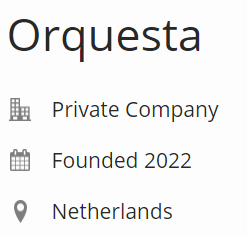 Orquesta
Private Company
Founded 2022
Netherlands